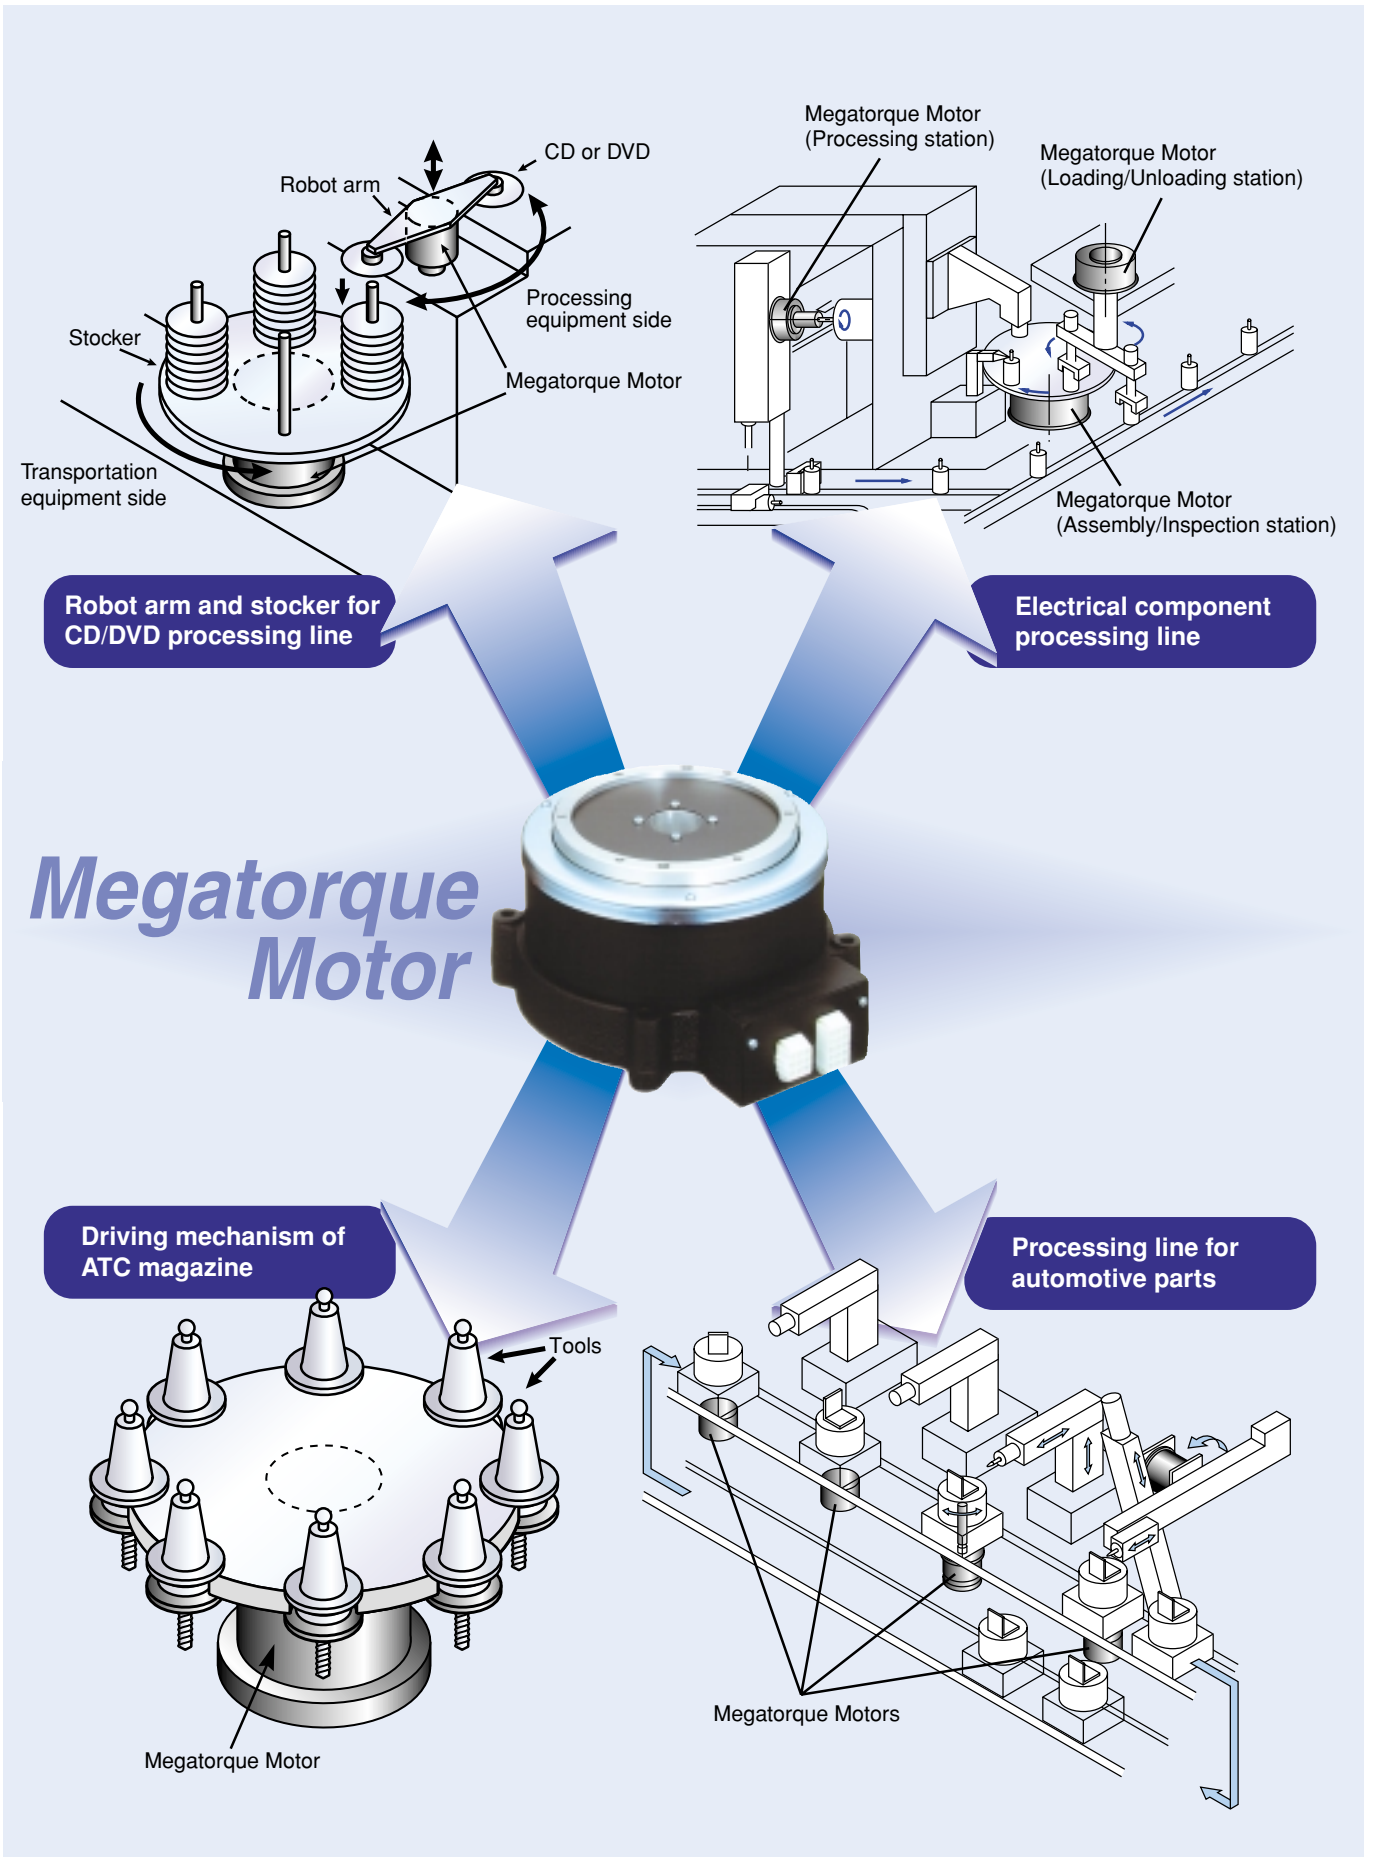 Megatorque Motor
(Processing station)
CD or DVD
Megatorque Motor
(Loading/Unloading station)
Robot arm
Processing
equipment side
Stocker
Megatorque Motor
Transportation
equipment side
Megatorque Motor
(Assembly/Inspection station)
Robot arm and stocker for
CD/DVD processing line
Electrical component
processing line
Megatorque
Motor
Driving mechanism of
ATC magazine
Processing line for
automotive parts
Tools
Megatorque Motors
Megatorque Motor